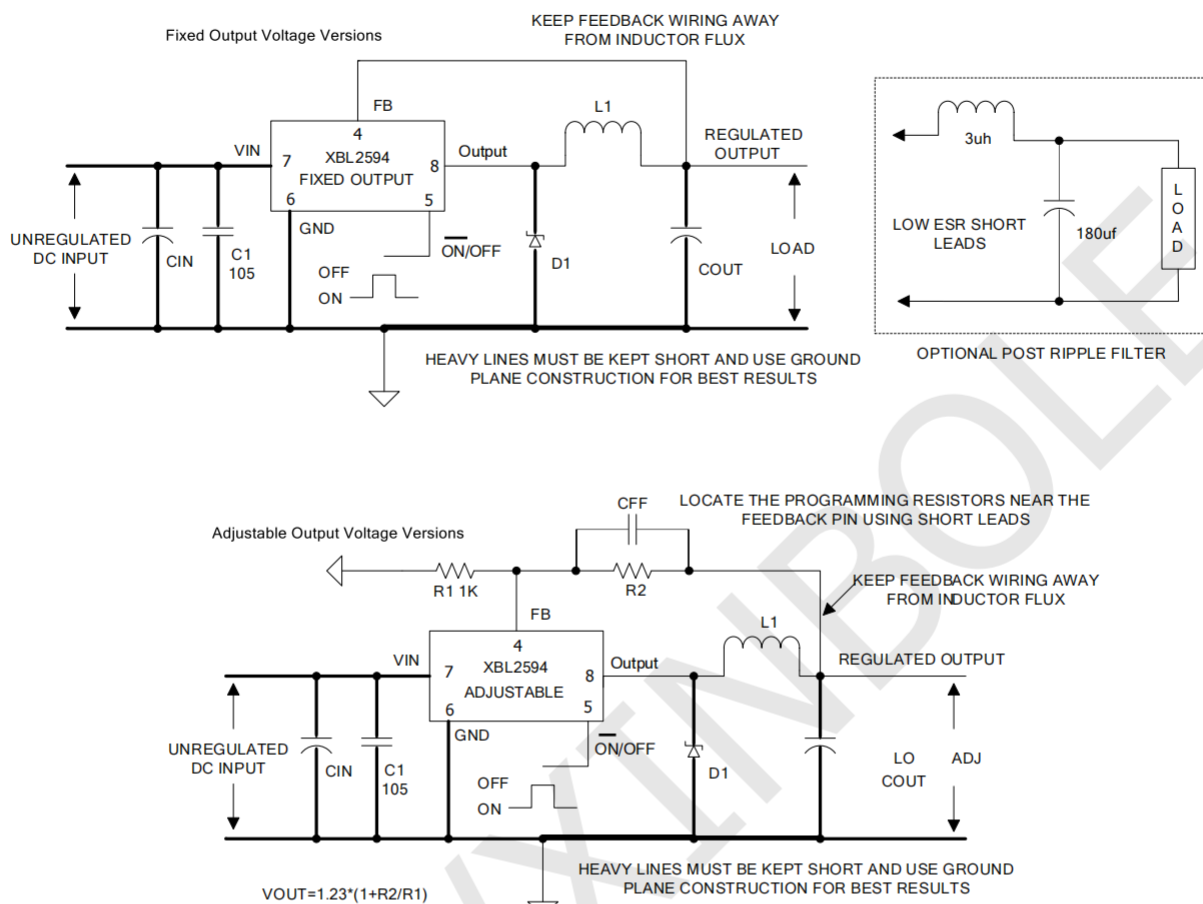 Fixed Output Voltage Versions
KEEP FEEDBACK WIRING AWAY
FROM INDUCTOR FLUX
FB
4
L1
VIN
7
XBL2594
8
Output
FIXED OUTPUT
6
5
GND
REGULATED
OUTPUT
UNREGULATED
DC INPUT
CIN
C1
105
ON/OFF
OFF
ON
D1
COUT
LOAD
HEAVY LINES MUST BE KEPT SHORT AND USE GROUND
PLANE CONSTRUCTION FOR BEST RESULTS
3uh
LOW ESR SHORT
LEADS
180uf
L
O
A
D
OPTIONAL POST RIPPLE FILTER
Adjustable Output Voltage Versions
CFF
LOCATE THE PROGRAMMING RESISTORS NEAR THE
FEEDBACK PIN USING SHORT LEADS
R1 1K
R2
KEEP FEEDBACK WIRING AWAY
FROM INDUCTOR FLUX
FB
4
L1
VIN
7
XBL2594
8
Output
ADJUSTABLE
6
5
GND
REGULATED OUTPUT
UNREGULATED
DC INPUT
CIN
C1
105
ON/OFF
OFF
ON
D1
LO
ADJ
COUT
HEAVY LINES MUST BE KEPT SHORT AND USE GROUND
PLANE CONSTRUCTION FOR BEST RESULTS
VOUT=1.23*(1+R2/R1)
XINBOLE